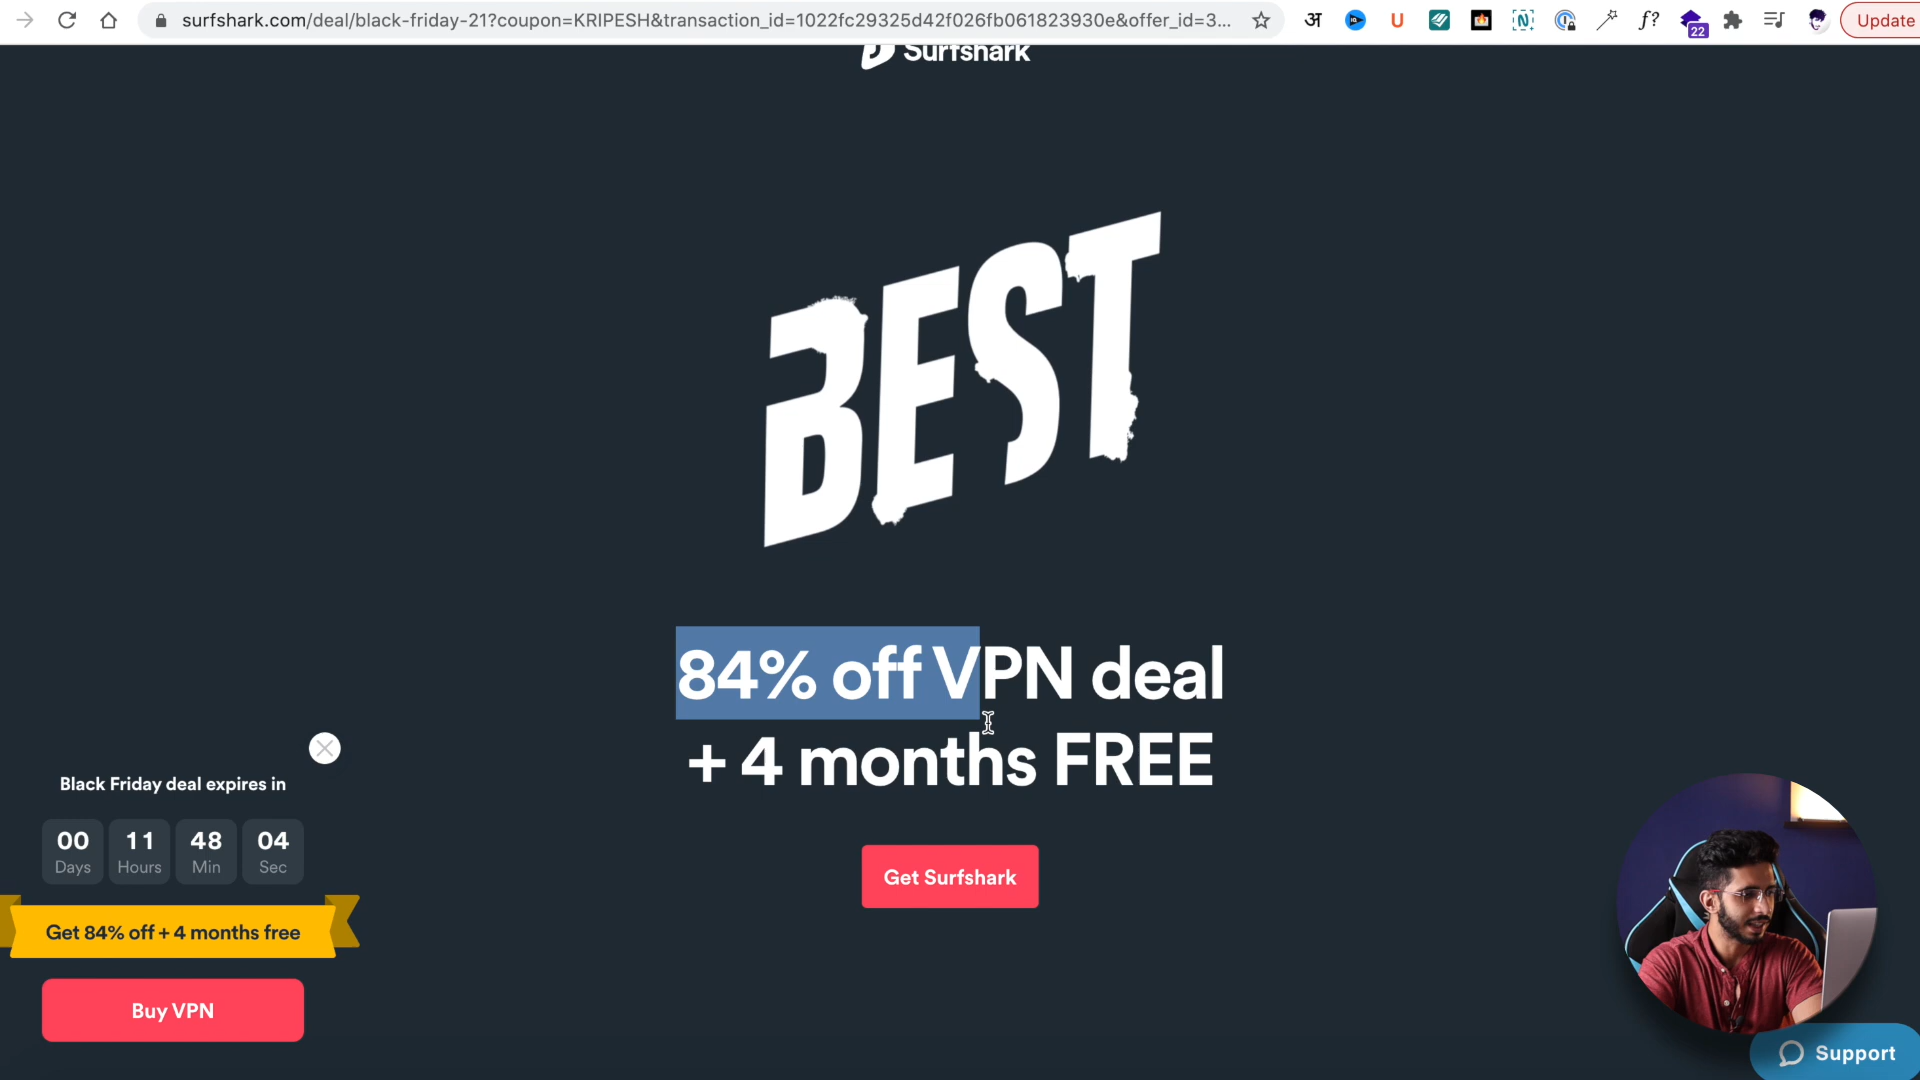 surfshark.com/deal/black-friday-21?coupon=KRIPESH&transaction_id=1022fc29325d42f026fb061823930e&offer_id=3...
अ
U
N
f?
22
Update
Surfshark
BEST
84% off VPN deal
+ 4 months FREE
Get Surfshark
Black Friday deal expires in
00 11 48 04
Days Hours Min Sec
Get 84% off + 4 months free
Buy VPN
Support